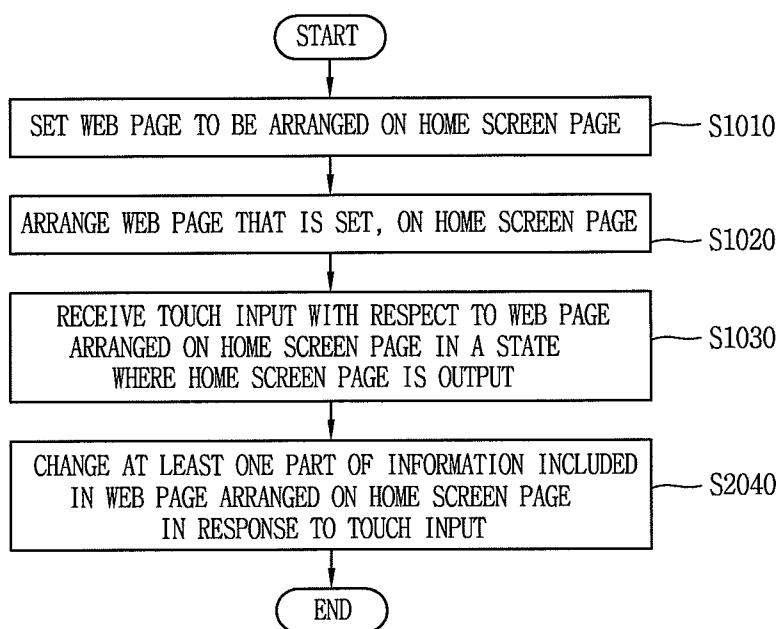 START
SET WEB PAGE TO BE ARRANGED ON HOME SCREEN PAGE
S1010
ARRANGE WEB PAGE THAT IS SET, ON HOME SCREEN PAGE
S1020
RECEIVE TOUCH INPUT WITH RESPECT TO WEB PAGE
ARRANGED ON HOME SCREEN PAGE IN A STATE
WHERE HOME SCREEN PAGE IS OUTPUT
S1030
CHANGE AT LEAST ONE PART OF INFORMATION INCLUDED
IN WEB PAGE ARRANGED ON HOME SCREEN PAGE
IN RESPONSE TO TOUCH INPUT
S2040
END